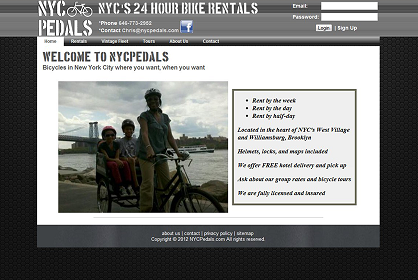 NYC PEDALS
NYC'S 24 HOUR BIKE RENTALS
*Phone 646-773-2952
*Contact Chris@nycpedals.com
Email:
Password:
Login | Sign Up
Home Rentals Vintage Fleet Tours About Us Contact
WELCOME TO NYCPEDALS
Bicycles in New York City where you want, when you want
• Rent by the week
• Rent by the day
• Rent by half-day
Located in the heart of NYC's West Village
and Williamsburg, Brooklyn
Helmets, locks, and maps included
We offer FREE hotel delivery and pick up
Ask about our group rates and bicycle tours
We are fully licensed and insured
about us | contact | privacy policy | sitemap
Copyright © 2012 NYCPedals.com All rights reserved.